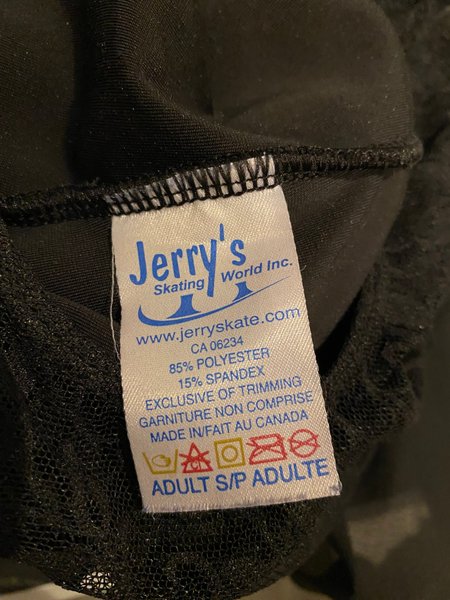 Jerry's
Skating World Inc.
www.jerryskate.com
CA 06234
85% POLYESTER
15% SPANDEX
EXCLUSIVE OF TRIMMING
GARNITURE NON COMPRISE
MADE IN/FAIT AU CANADA
ADULT S/P ADULTE